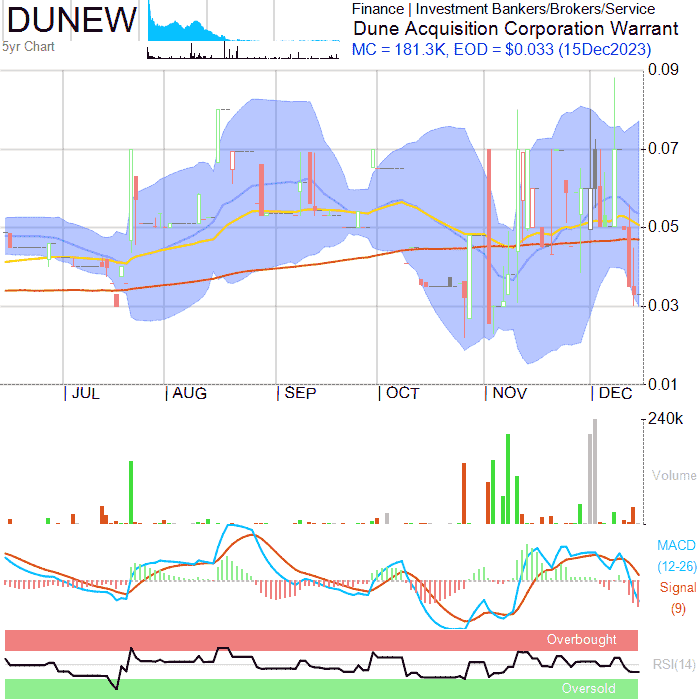 DUNEW
5yr Chart
Finance | Investment Bankers/Brokers/Service
Dune Acquisition Corporation Warrant
MC = 181.3K, EOD = $0.033 (15Dec2023)
0.09
0.07
0.05
0.03
0.01
JUL AUG SEP OCT NOV DEC
240k
Volume
MACD
(12-26)
Signal
(9)
Overbought
RSI(14)
Oversold